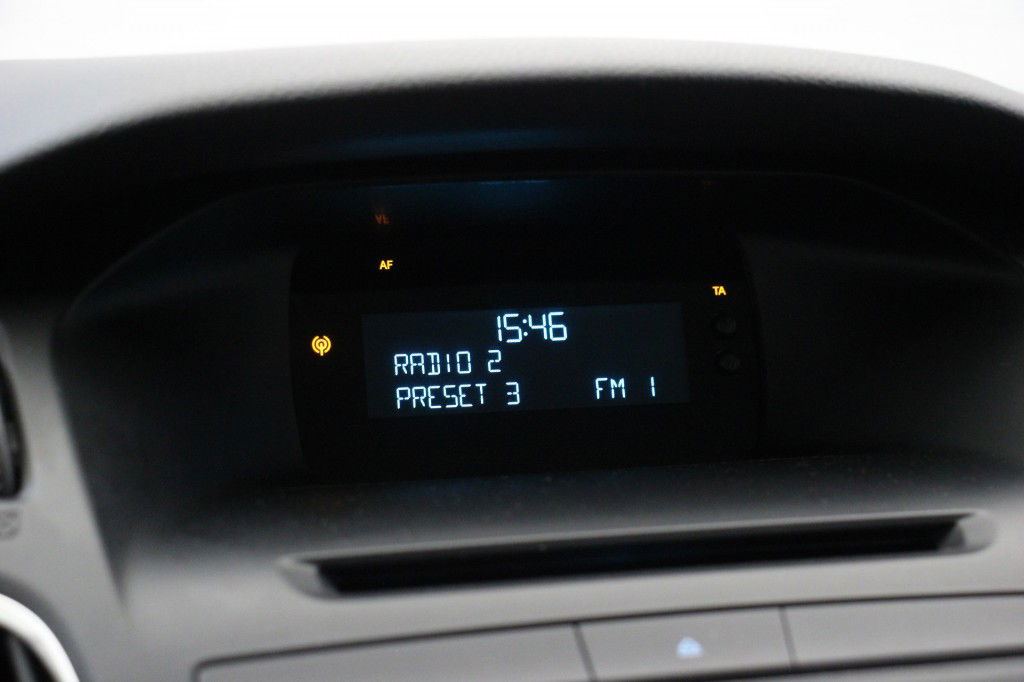 AF
TA
15:46
RADIO 2
PRESET 3 FM 1